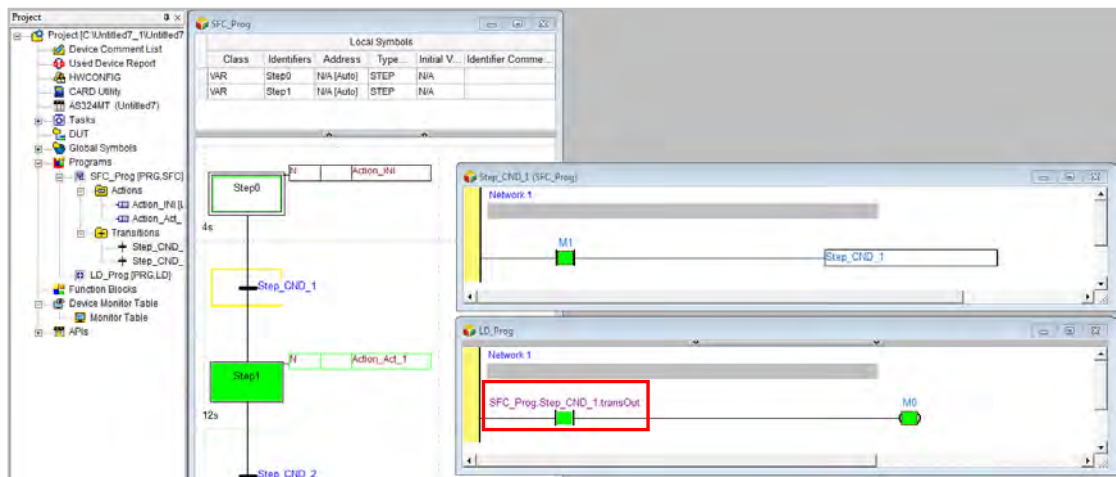 Project
Project [C:\Untitled7_1\Untitled7
Device Comment List
Used Device Report
HWCONFIG
CARD Utility
AS324MT (Untitled7)
Tasks
DUT
Global Symbols
Programs
SFC_Prog [PRG,SFC]
Actions
Action_INI [L
Action_Act_
Transitions
Step_CND_
Step_CND_
LD_Prog [PRG,LD]
Function Blocks
Device Monitor Table
Monitor Table
APIs
SFC_Prog
Local Symbols
Class Identifiers Address Type... Initial V... Identifier Comme...
VAR Step0 N/A [Auto] STEP N/A
VAR Step1 N/A [Auto] STEP N/A
Step0
N Action_INI
4s
Step_CND_1
Step1
N Action_Act_1
12s
Step_CND_2
Step_CND_1 (SFC_Prog)
Network 1
M1
Step_CND_1
LD_Prog
Network 1
SFC_Prog.Step_CND_1.transOut
M0